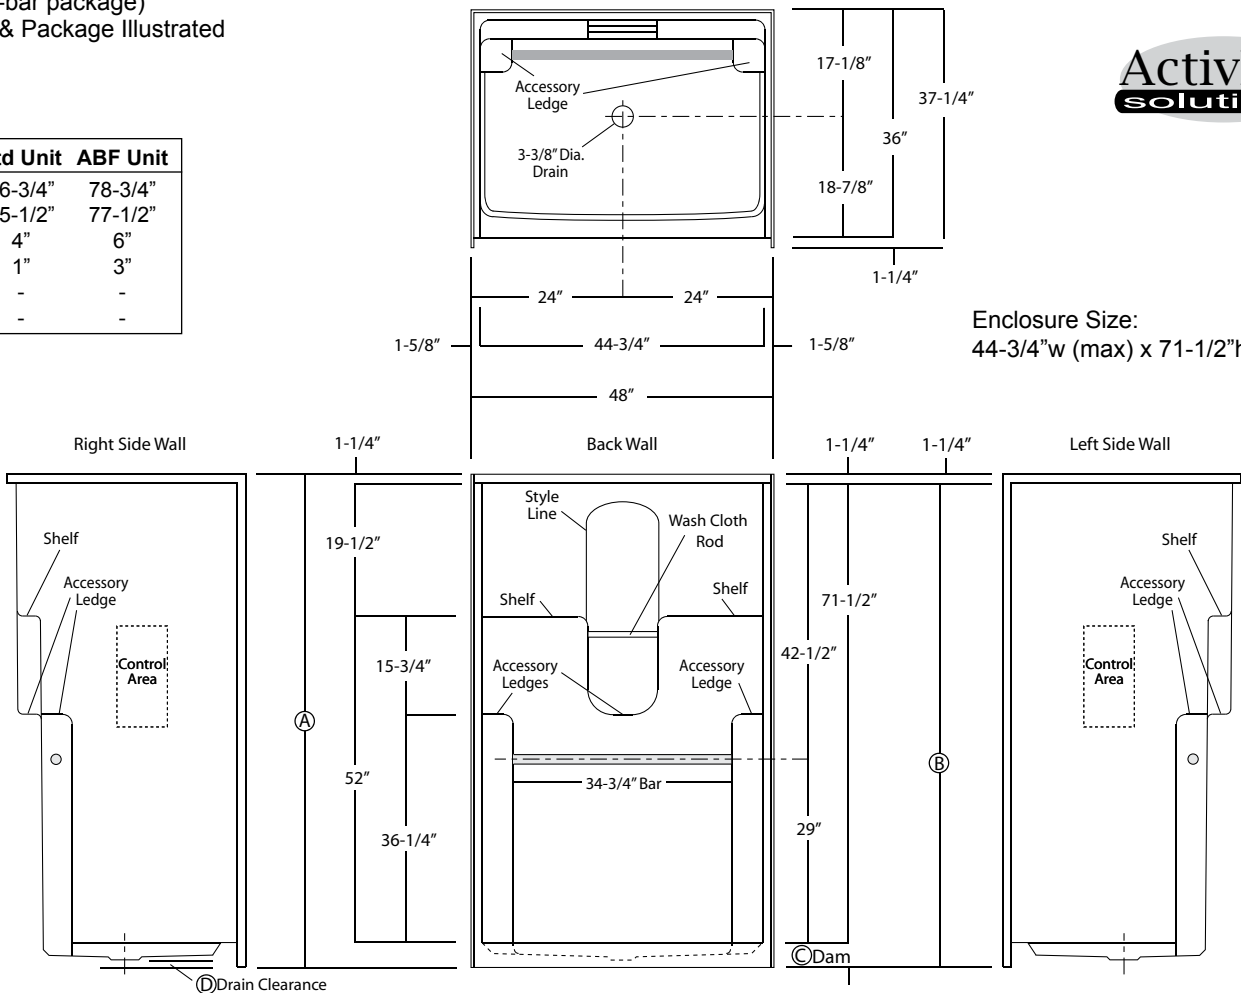 -bar package)
& Package Illustrated
Std Unit ABF Unit
6-3/4” 78-3/4”
5-1/2” 77-1/2”
4” 6”
1” 3”
- -
- -
Accessory
Ledge
3-3/8” Dia.
Drain
17-1/8”
37-1/4”
36”
18-7/8”
1-1/4”
24” 24”
1-5/8” 44-3/4” 1-5/8”
48”
Enclosure Size:
44-3/4”w (max) x 71-1/2”h
Right Side Wall
1-1/4”
Back Wall
1-1/4” 1-1/4”
Left Side Wall
Shelf
Accessory
Ledge
Control
Area
19-1/2”
15-3/4”
A
52”
36-1/4”
D Drain Clearance
Style
Line
Wash Cloth
Rod
Shelf
Shelf
Accessory
Ledges
Accessory
Ledge
34-3/4” Bar
71-1/2”
42-1/2”
B
29”
C Dam
Shelf
Accessory
Ledge
Control
Area